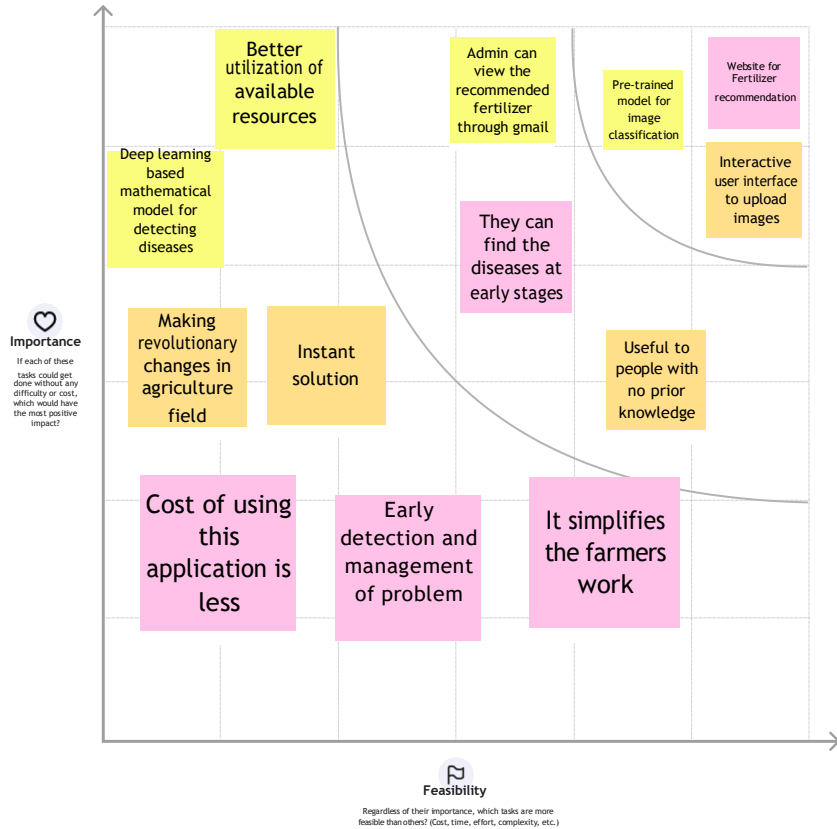 Better
utilization of
available
resources
Admin can
view the
recommended
fertilizer
through gmail
Pre-trained
model for
image
classification
Website for
Fertilizer
recommendation
Deep learning
based
mathematical
model for
detecting
diseases
Interactive
user interface
to upload
images
They can
find the
diseases at
early stages
Importance
If each of these
tasks could get
done without any
difficulty or cost,
which would have
the most positive
impact?
Making
revolutionary
changes in
agriculture
field
Instant
solution
Useful to
people with
no prior
knowledge
Cost of using
this
application is
less
Early
detection and
management
of problem
It simplifies
the farmers
work
Feasibility
Regardless of their importance, which tasks are more
feasible than others? (Cost, time, effort, complexity, etc.)